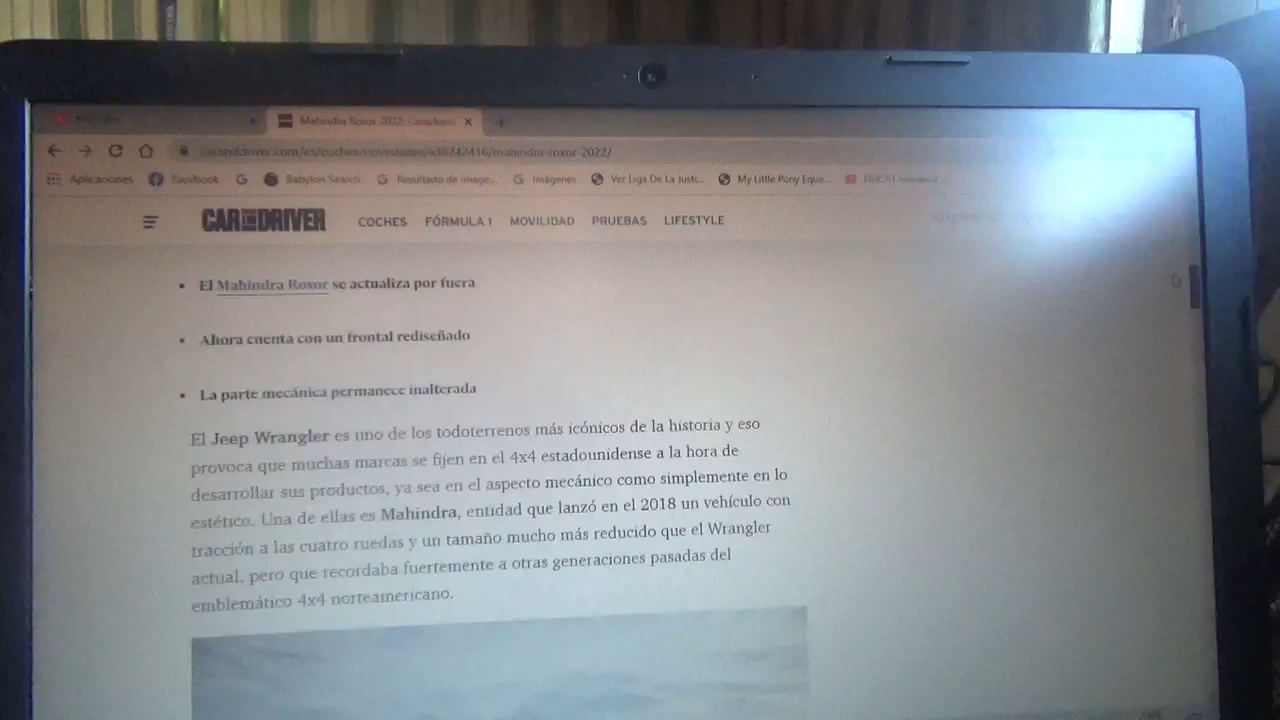 Mahindra Roxor 2022: Caracterís
caranddriver.com/es/coches/novedades/a38242416/mahindra-roxor-2022/
Aplicaciones Facebook Babylon Search Resultado de image... Imágenes Ver Liga De La Justi... My Little Pony Eque...
CAR AND DRIVER COCHES FÓRMULA 1 MOVILIDAD PRUEBAS LIFESTYLE
• El Mahindra Roxor se actualiza por fuera
• Ahora cuenta con un frontal rediseñado
• La parte mecánica permanece inalterada
El Jeep Wrangler es uno de los todoterrenos más icónicos de la historia y eso
provoca que muchas marcas se fijen en el 4x4 estadounidense a la hora de
desarrollar sus productos, ya sea en el aspecto mecánico como simplemente en lo
estético. Una de ellas es Mahindra, entidad que lanzó en el 2018 un vehículo con
tracción a las cuatro ruedas y un tamaño mucho más reducido que el Wrangler
actual, pero que recordaba fuertemente a otras generaciones pasadas del
emblemático 4x4 norteamericano.